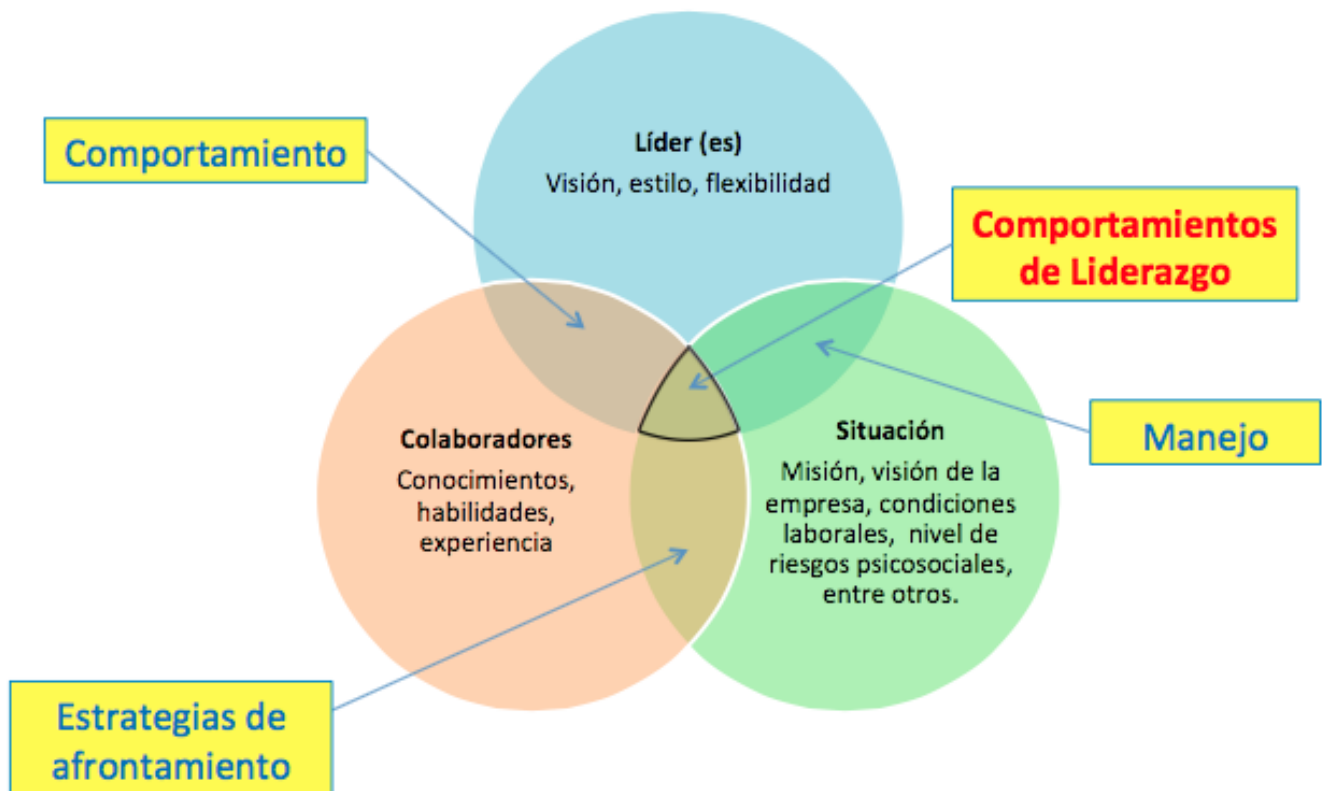 Comportamiento
Líder (es)
Visión, estilo, flexibilidad
Comportamientos
de Liderazgo
Colaboradores
Conocimientos,
habilidades,
experiencia
Situación
Misión, visión de la
empresa, condiciones
laborales, nivel de
riesgos psicosociales,
entre otros.
Manejo
Estrategias de
afrontamiento